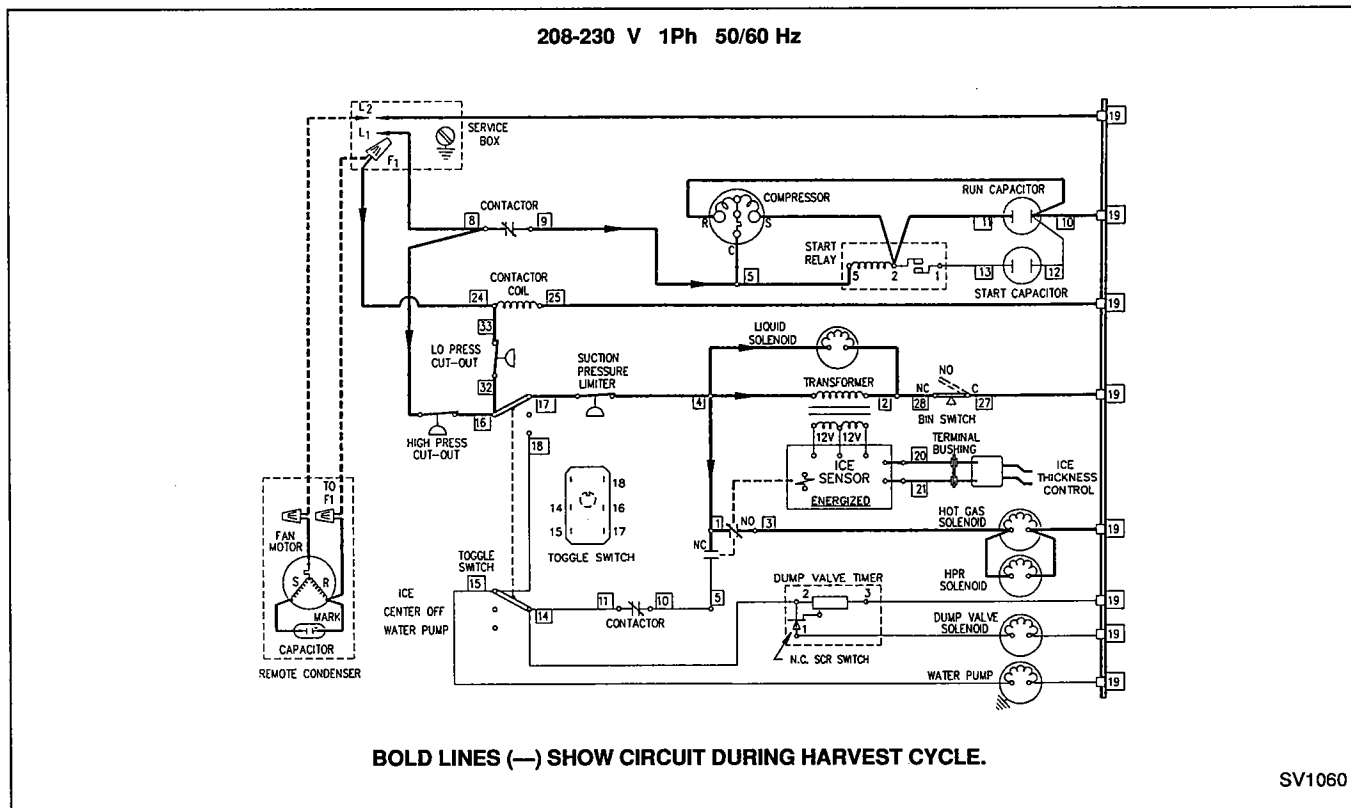 208-230 V 1Ph 50/60 Hz
L2
L1
F1
SERVICE
BOX
19
CONTACTOR
8
9
COMPRESSOR
R
S
C
RUN CAPACITOR
11
10
19
START
RELAY
5
5
2
1
13
12
START CAPACITOR
CONTACTOR
COIL
24
25
19
33
LO PRESS
CUT-OUT
32
SUCTION
PRESSURE
LIMITER
LIQUID
SOLENOID
TRANSFORMER
NO
NC
C
16
17
4
2
28
27
19
BIN SWITCH
HIGH PRESS
CUT-OUT
18
12V
12V
TERMINAL
BUSHING
ICE
SENSOR
ENERGIZED
20
21
ICE
THICKNESS
CONTROL
TO
F1
FAN
MOTOR
S
R
MARK
CAPACITOR
REMOTE CONDENSER
18
14
16
15
17
TOGGLE SWITCH
1
NO
3
NC
HOT GAS
SOLENOID
19
HPR
SOLENOID
TOGGLE
SWITCH
15
ICE
CENTER OFF
WATER PUMP
14
11
10
CONTACTOR
5
DUMP VALVE TIMER
2
3
1
N.C. SCR SWITCH
19
DUMP VALVE
SOLENOID
19
WATER PUMP
19
BOLD LINES (—) SHOW CIRCUIT DURING HARVEST CYCLE.
SV1060